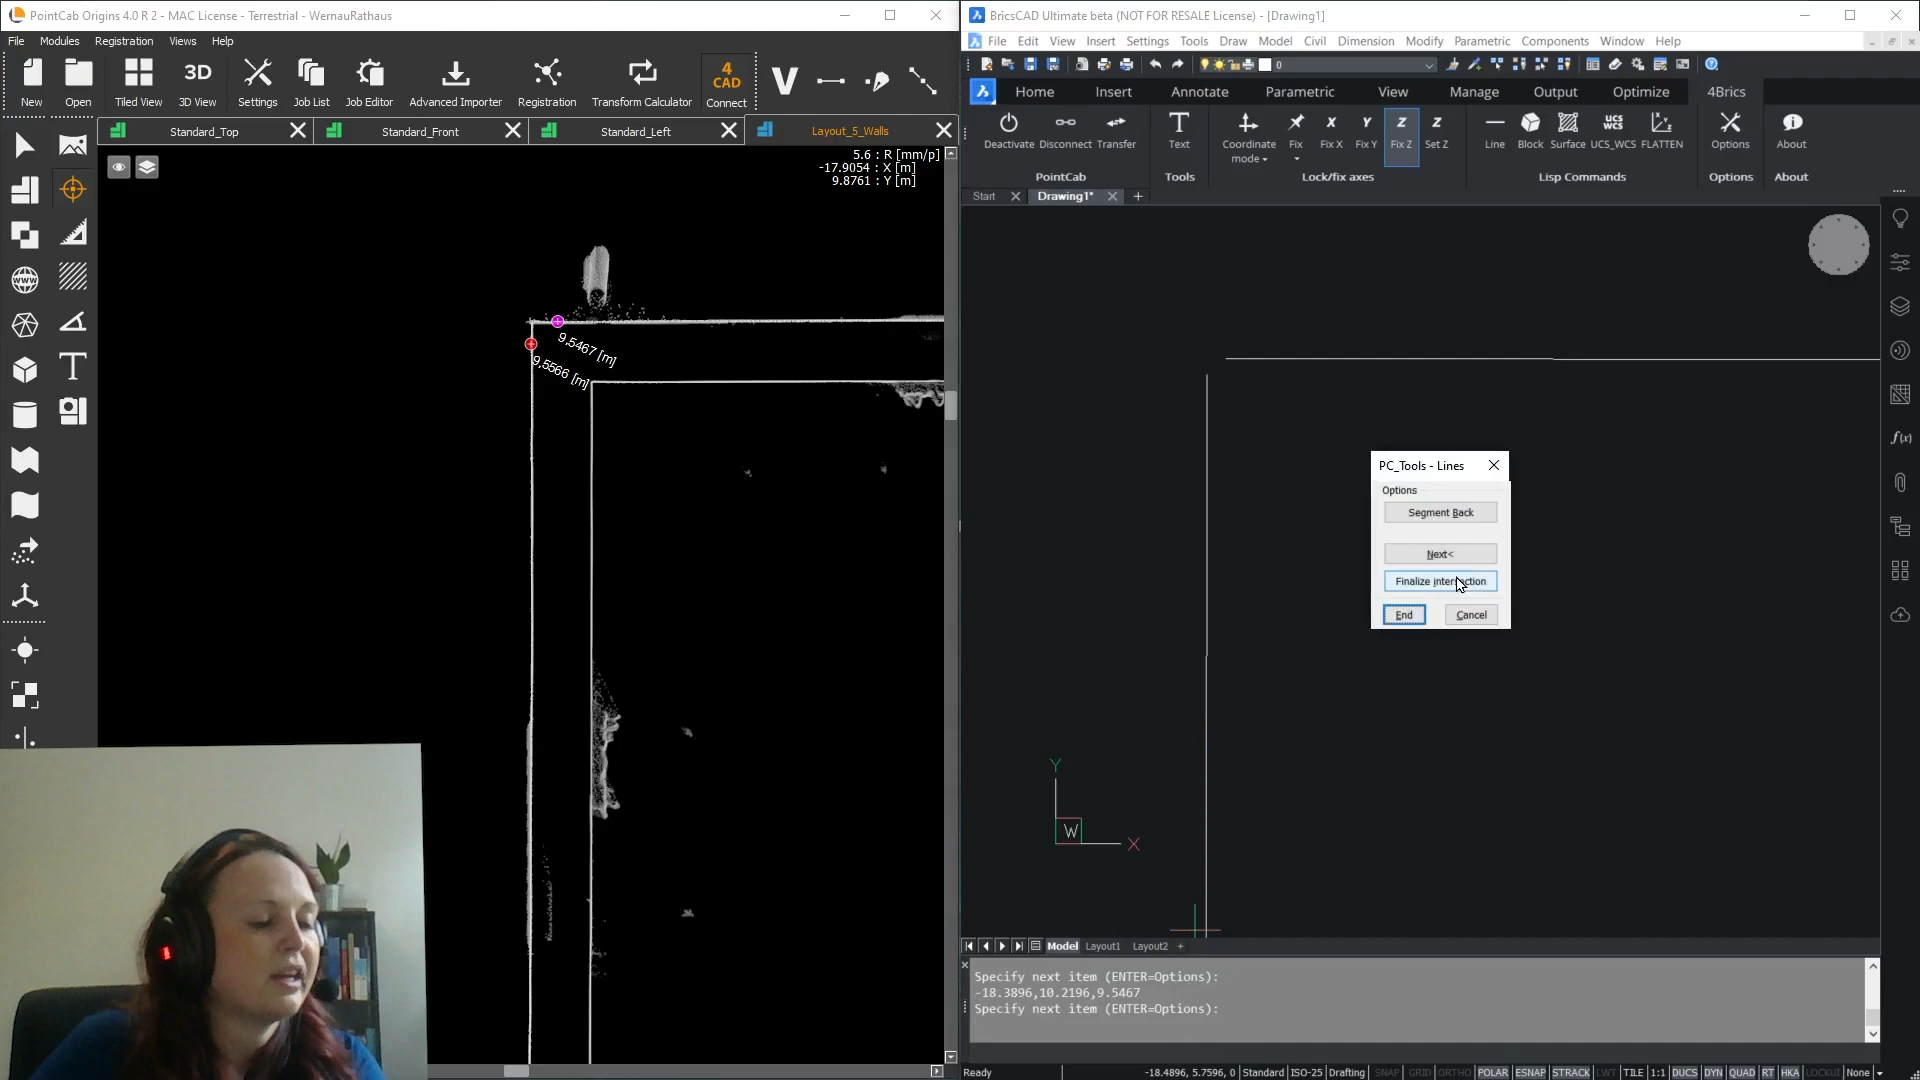 PointCab Origins 4.0 R 2 - MAC License - Terrestrial - WernauRathaus
File Modules Registration Views Help
3D
4
CAD
New Open Tiled View 3D View Settings Job List Job Editor Advanced Importer Registration Transform Calculator Connect
Standard_Top Standard_Front Standard_Left Layout_5_Walls
5.6 : R [mm/p]
-17.9054 : X [m]
9.8761 : Y [m]
www
T
9.5467 [m]
9.5566 [m]
BricsCAD Ultimate beta (NOT FOR RESALE License) - [Drawing1]
File Edit View Insert Settings Tools Draw Model Civil Dimension Modify Parametric Components Window Help
0
Home Insert Annotate Parametric View Manage Output Optimize 4Brics
X Y Z Z UCS
WCS
Deactivate Disconnect Transfer Text Coordinate
mode Fix Fix X Fix Y Fix Z Set Z Line Block Surface UCS_WCS FLATTEN Options About
PointCab Tools Lock/fix axes Lisp Commands Options About
Start Drawing1*
PC_Tools - Lines
Options
Segment Back
Next<
Finalize intersection
End Cancel
Y
W
X
f(x)
Model Layout1 Layout2
Specify next item (ENTER=Options):
-18.3896,10.2196,9.5467
Specify next item (ENTER=Options):
Ready -18.4896, 5.7596, 0 Standard ISO-25 Drafting SNAP GRID ORTHO POLAR ESNAP STRACK LWT TILE 1:1 DUCS DYN QUAD RT HKA LOCKUI None